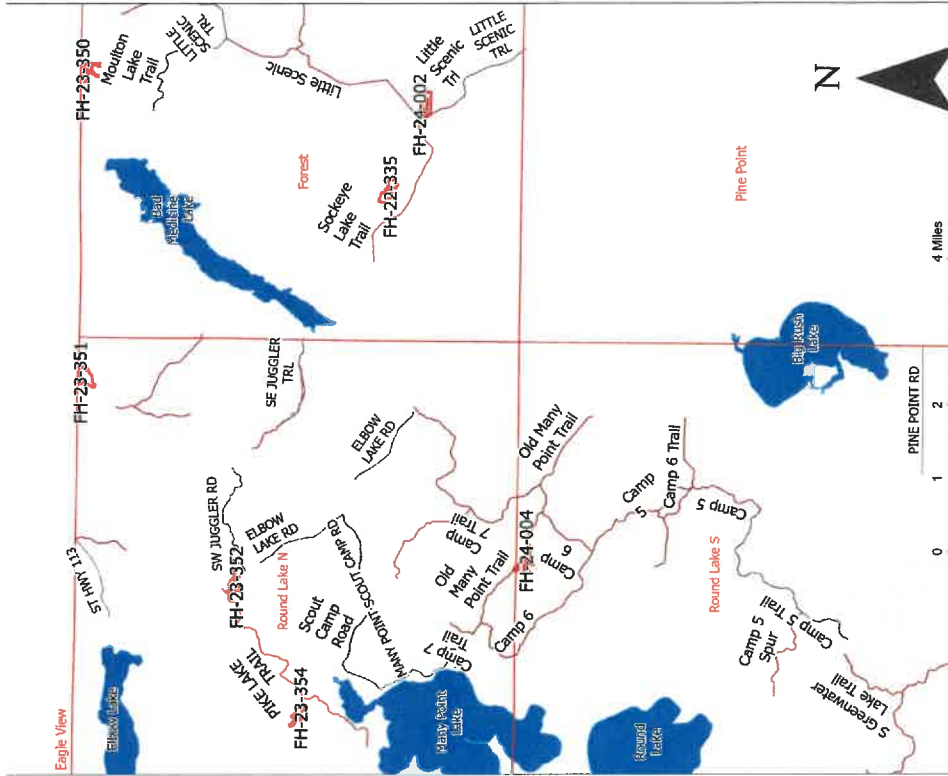 Eagle View
Elbow Lake
ST HWY 113
FH-23-351
FH-23-350
Moulton
Lake
Trail
LITTLE
SCENIC
TRL
Bad
Medicine
Lake
Little Scenic
Forest
SW JUGGLER RD
SE JUGGLER
TRL
FH-23-352
ELBOW
LAKE RD
Round Lake N
PIKE LAKE
TRAIL
FH-23-354
Scout
Camp
Road
MANY POINT SCOUT CAMP RD
ELBOW
LAKE RD
Sockeye
Lake
Trail
FH-22-335
FH-24-002
Little
Scenic
Trl
LITTLE
SCENIC
TRL
Many Point
Lake
Camp 7
Trail
Camp
7 Trail
Old
Many
Point Trail
Old Many
Point Trail
FH-24-004
Camp 6
Camp
6
Camp
5
Camp 6 Trail
Camp 5
Round
Lake
Round Lake S
Camp 5
Spur
Camp 5 Trail
S Greenwater
Lake Trail
Big Rush
Lake
Pine Point
PINE POINT RD
N
0
1
2
4 Miles